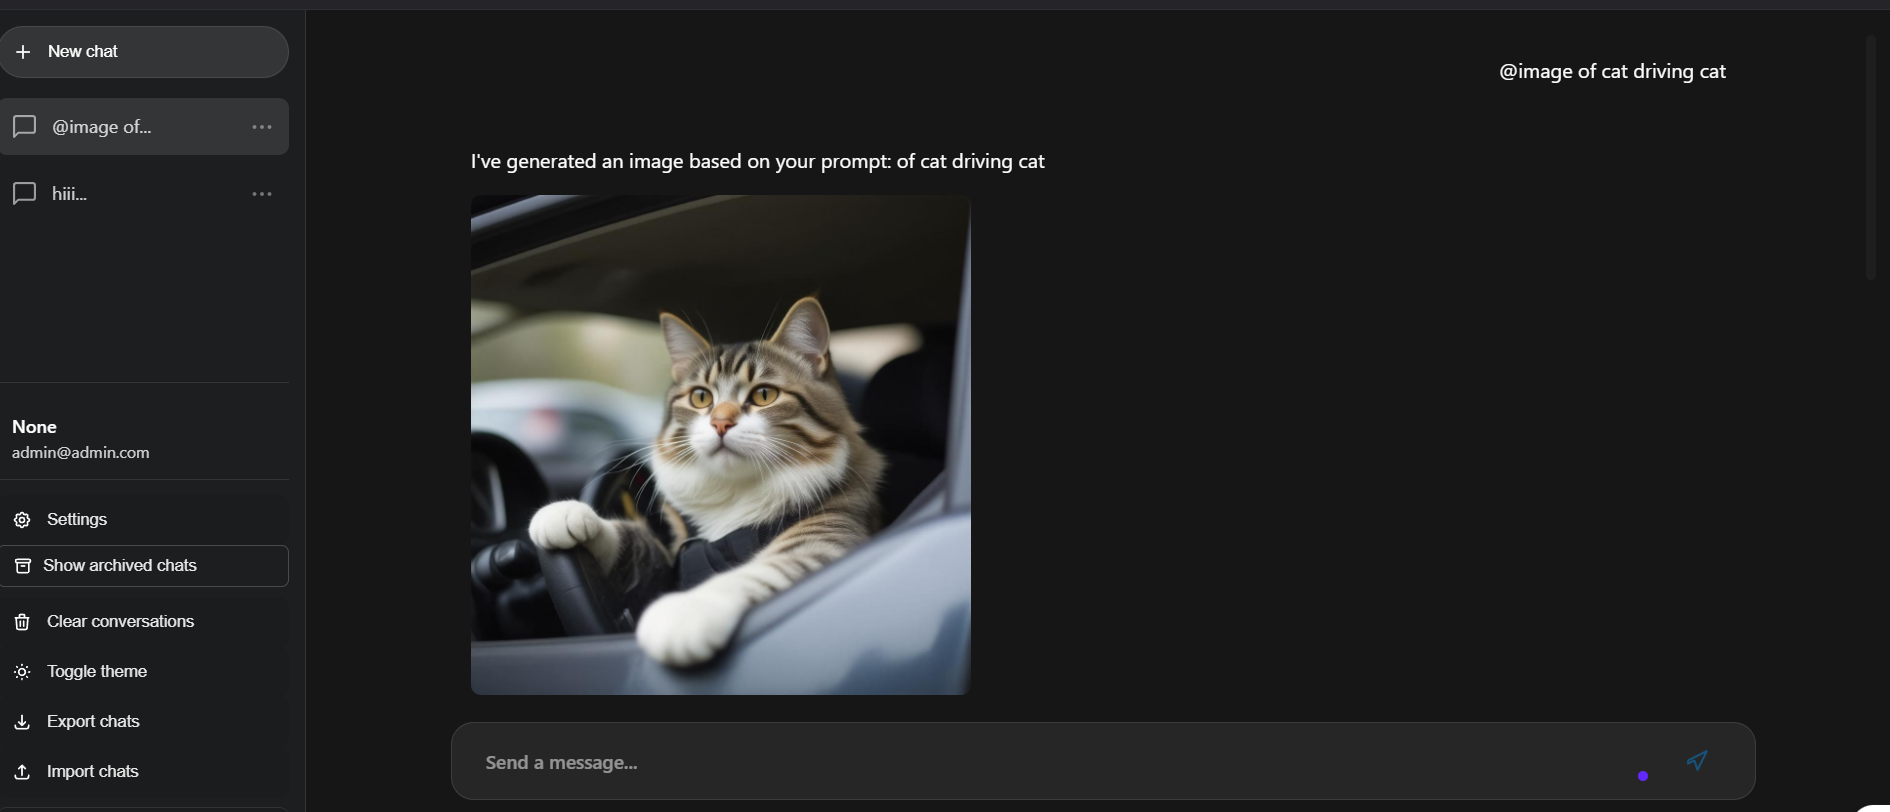 New chat
@image of...
hiii...
None
admin@admin.com
Settings
Show archived chats
Clear conversations
Toggle theme
Export chats
Import chats
@image of cat driving cat
I've generated an image based on your prompt: of cat driving cat
Send a message...